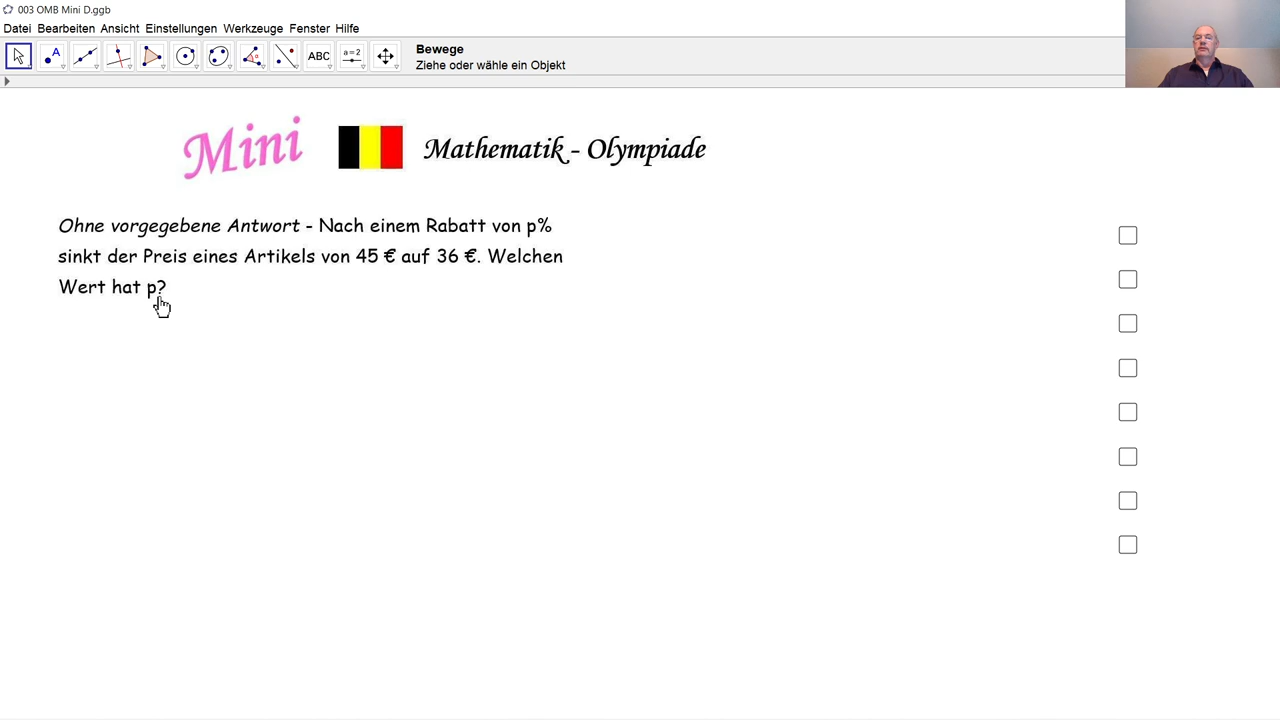 003 OMB Mini D.ggb
Datei Bearbeiten Ansicht Einstellungen Werkzeuge Fenster Hilfe
A
ABC
a=2
Bewege
Ziehe oder wähle ein Objekt
Mini
Mathematik - Olympiade
Ohne vorgegebene Antwort - Nach einem Rabatt von p%
sinkt der Preis eines Artikels von 45 € auf 36 €. Welchen
Wert hat p?